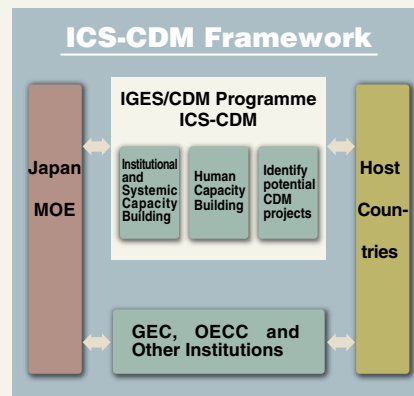 ICS-CDM Framework
IGES/CDM Programme
ICS-CDM
Japan
MOE
Institutional
and
Systemic
Capacity
Building
Human
Capacity
Building
Identify
potential
CDM
projects
Host
Coun-
tries
GEC, OECC and
Other Institutions